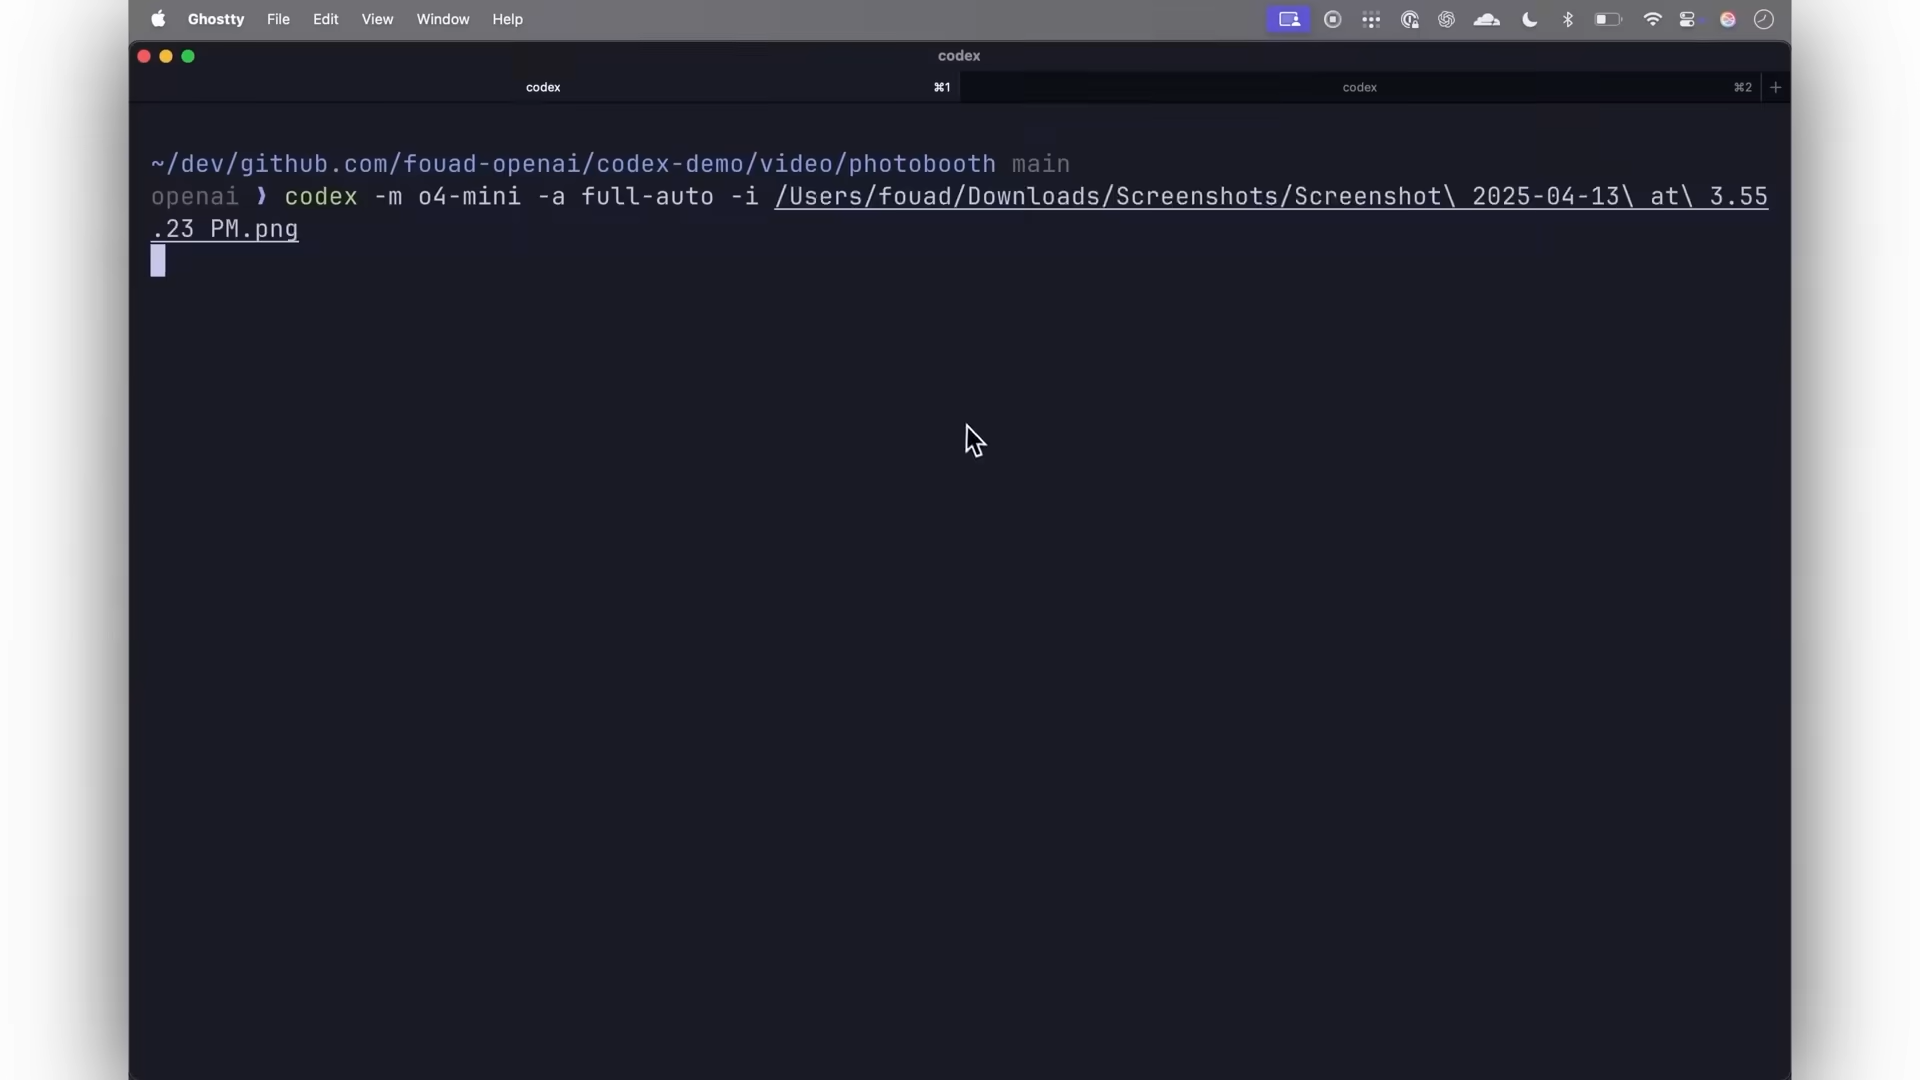 Ghostty File Edit View Window Help
codex
codex ⌘1 codex ⌘2 +
~/dev/github.com/fouad-openai/codex-demo/video/photobooth main
openai ❯ codex -m o4-mini -a full-auto -i /Users/fouad/Downloads/Screenshots/Screenshot\ 2025-04-13\ at\ 3.55
.23 PM.png